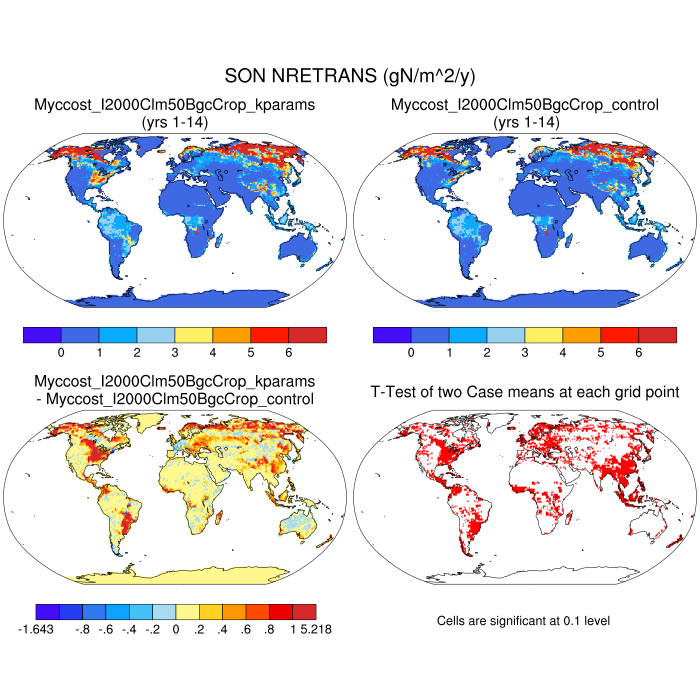 SON NRETRANS (gN/m^2/y)
Myccost_I2000Clm50BgcCrop_kparams
(yrs 1-14)
Myccost_I2000Clm50BgcCrop_control
(yrs 1-14)
0 1 2 3 4 5 6
0 1 2 3 4 5 6
Myccost_I2000Clm50BgcCrop_kparams
- Myccost_I2000Clm50BgcCrop_control
T-Test of two Case means at each grid point
-1.643 -.8 -.6 -.4 -.2 0 .2 .4 .6 .8 1 5.218
Cells are significant at 0.1 level